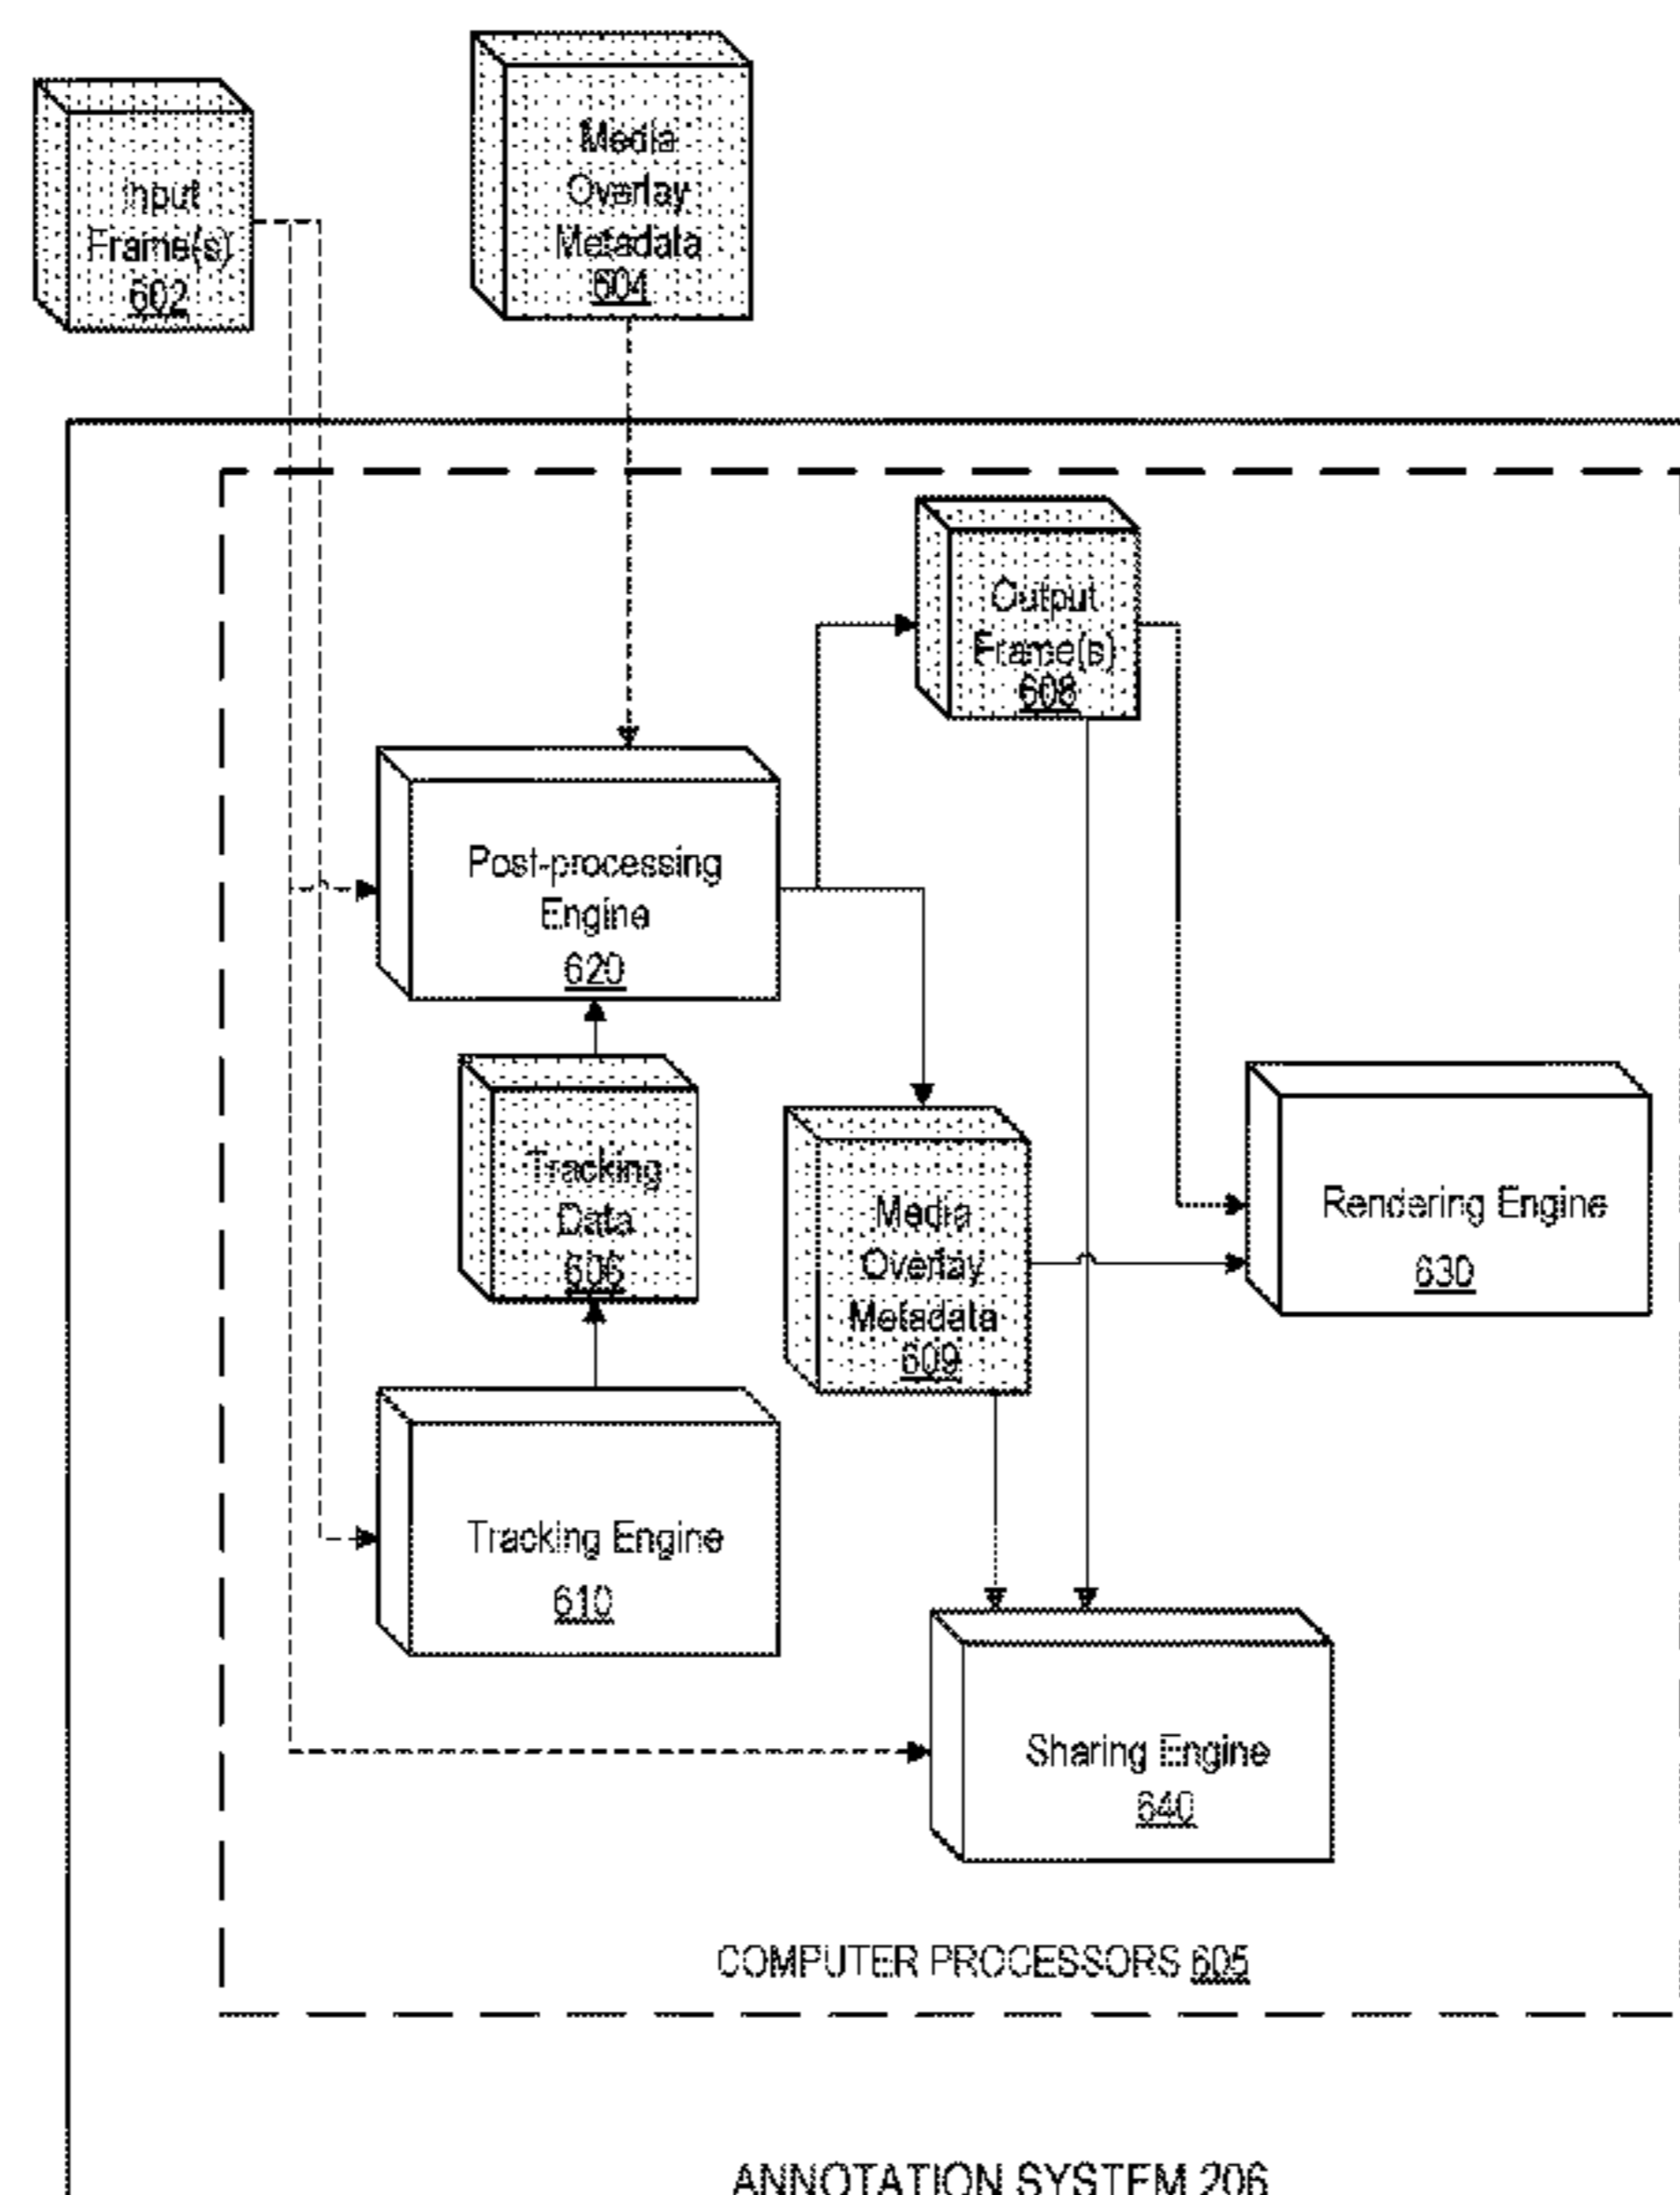 Media
Overlay
Metadata
604
Input
Frame(s)
602
Output
Frame(s)
608
Post-processing
Engine
620
Tracking
Data
606
Media
Overlay
Metadata
609
Rendering Engine
630
Tracking Engine
610
Sharing Engine
640
COMPUTER PROCESSORS 605
ANNOTATION SYSTEM 206